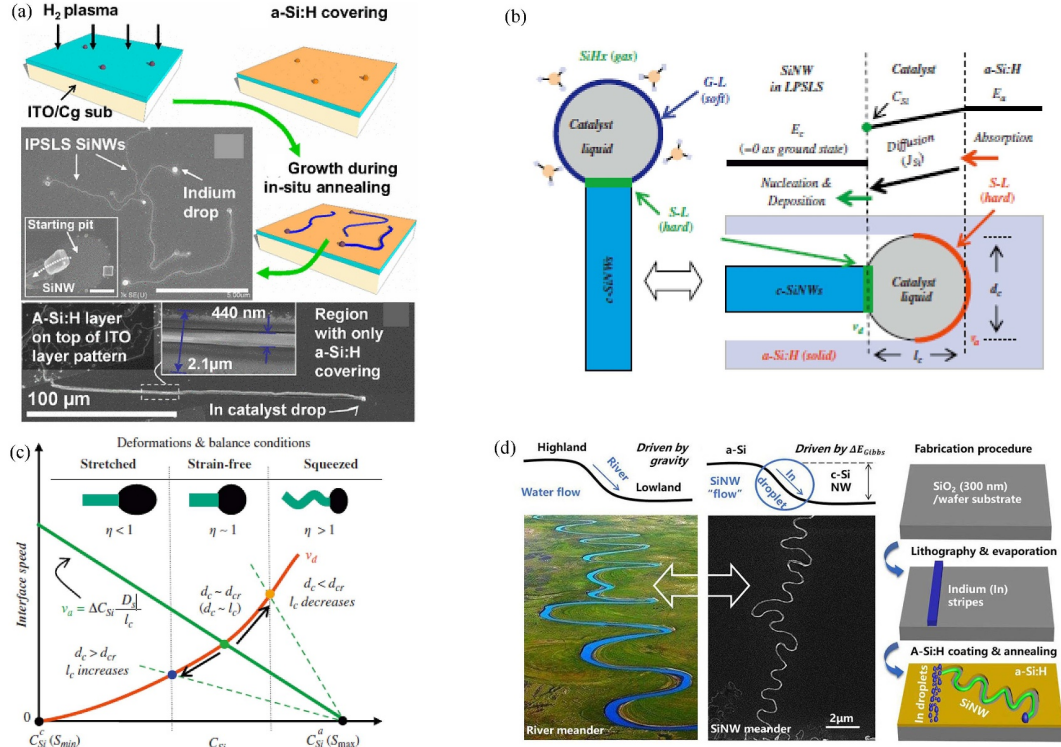 (a)
H₂ plasma
a-Si:H covering
ITO/Cg sub
IPSLS SiNWs
Indium
drop
Growth during
in-situ annealing
Starting pit
SiNW
1k SE(U)
5.00um
A-Si:H layer
on top of ITO
layer pattern
440 nm
2.1µm
Region
with only
a-Si:H
covering
100 µm
In catalyst drop
(b)
SiHx (gas)
G-L
(soft)
Catalyst
liquid
S-L
(hard)
c-SiNWs
SiNW
in LPSLS
Catalyst
a-Si:H
C_Si
E_a
E_c
(=0 as ground state)
Diffusion
(J_Si)
Absorption
Nucleation &
Deposition
S-L
(hard)
c-SiNWs
Catalyst
liquid
d_c
v_d
v_a
a-Si:H (solid)
l_c
(c)
Deformations & balance conditions
Stretched
Strain-free
Squeezed
η < 1
η ~ 1
η > 1
Interface speed
v_d
d_c ~ d_cr
(d_c ~ l_c)
d_c < d_cr
l_c decreases
v_a = ΔC_Si D_s/l_c
d_c > d_cr
l_c increases
0
C^c_Si (S_min)
C_Si
C^a_Si (S_max)
(d)
Highland
Driven by
gravity
River
Water flow
Lowland
a-Si
Driven by ΔE_Gibbs
SiNW
"flow"
In
droplet
c-Si
NW
River meander
SiNW meander
2µm
Fabrication procedure
SiO₂ (300 nm)
/wafer substrate
Lithography & evaporation
Indium (In)
stripes
A-Si:H coating & annealing
In droplets
a-Si:H
SiNW